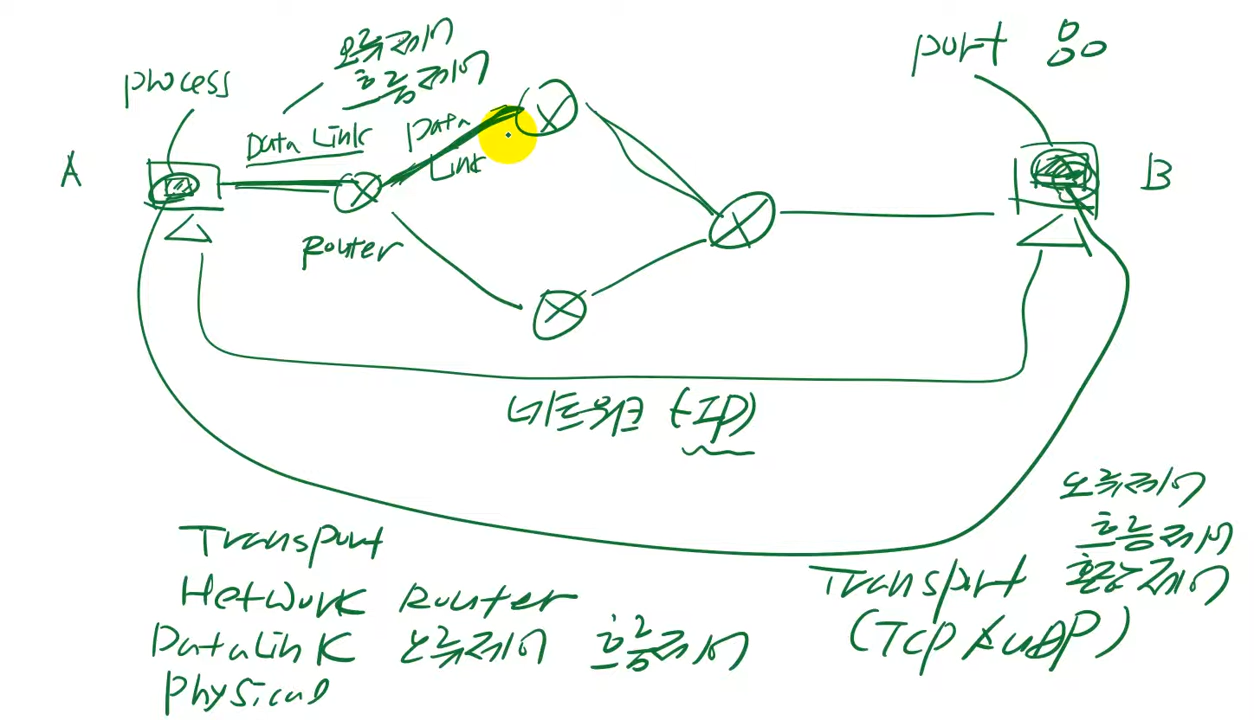 오류제어
흐름제어
port 80
process
Data Link
Data
Link
A
B
Router
네트워크 (IP)
오류제어
흐름제어
Transport
Transport 혼잡제어
Network Router
(TCP / UDP)
DataLink 오류제어 흐름제어
physical